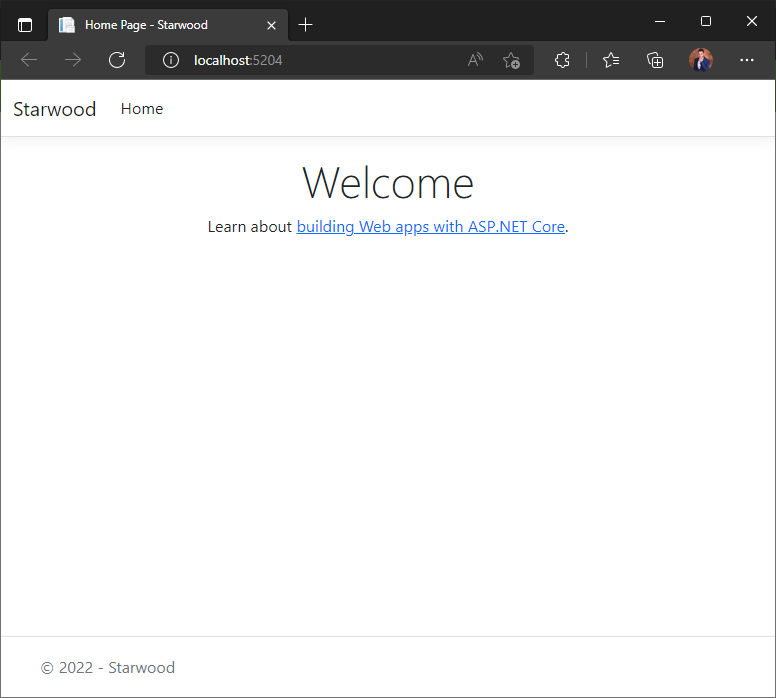 Home Page - Starwood
localhost:5204
Starwood Home
Welcome
Learn about building Web apps with ASP.NET Core.
© 2022 - Starwood